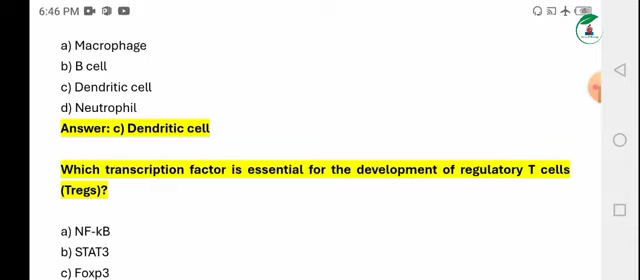 6:46 PM
a) Macrophage
b) B cell
c) Dendritic cell
d) Neutrophil
Answer: c) Dendritic cell
Which transcription factor is essential for the development of regulatory T cells
(Tregs)?
a) NF-kB
b) STAT3
c) Foxp3